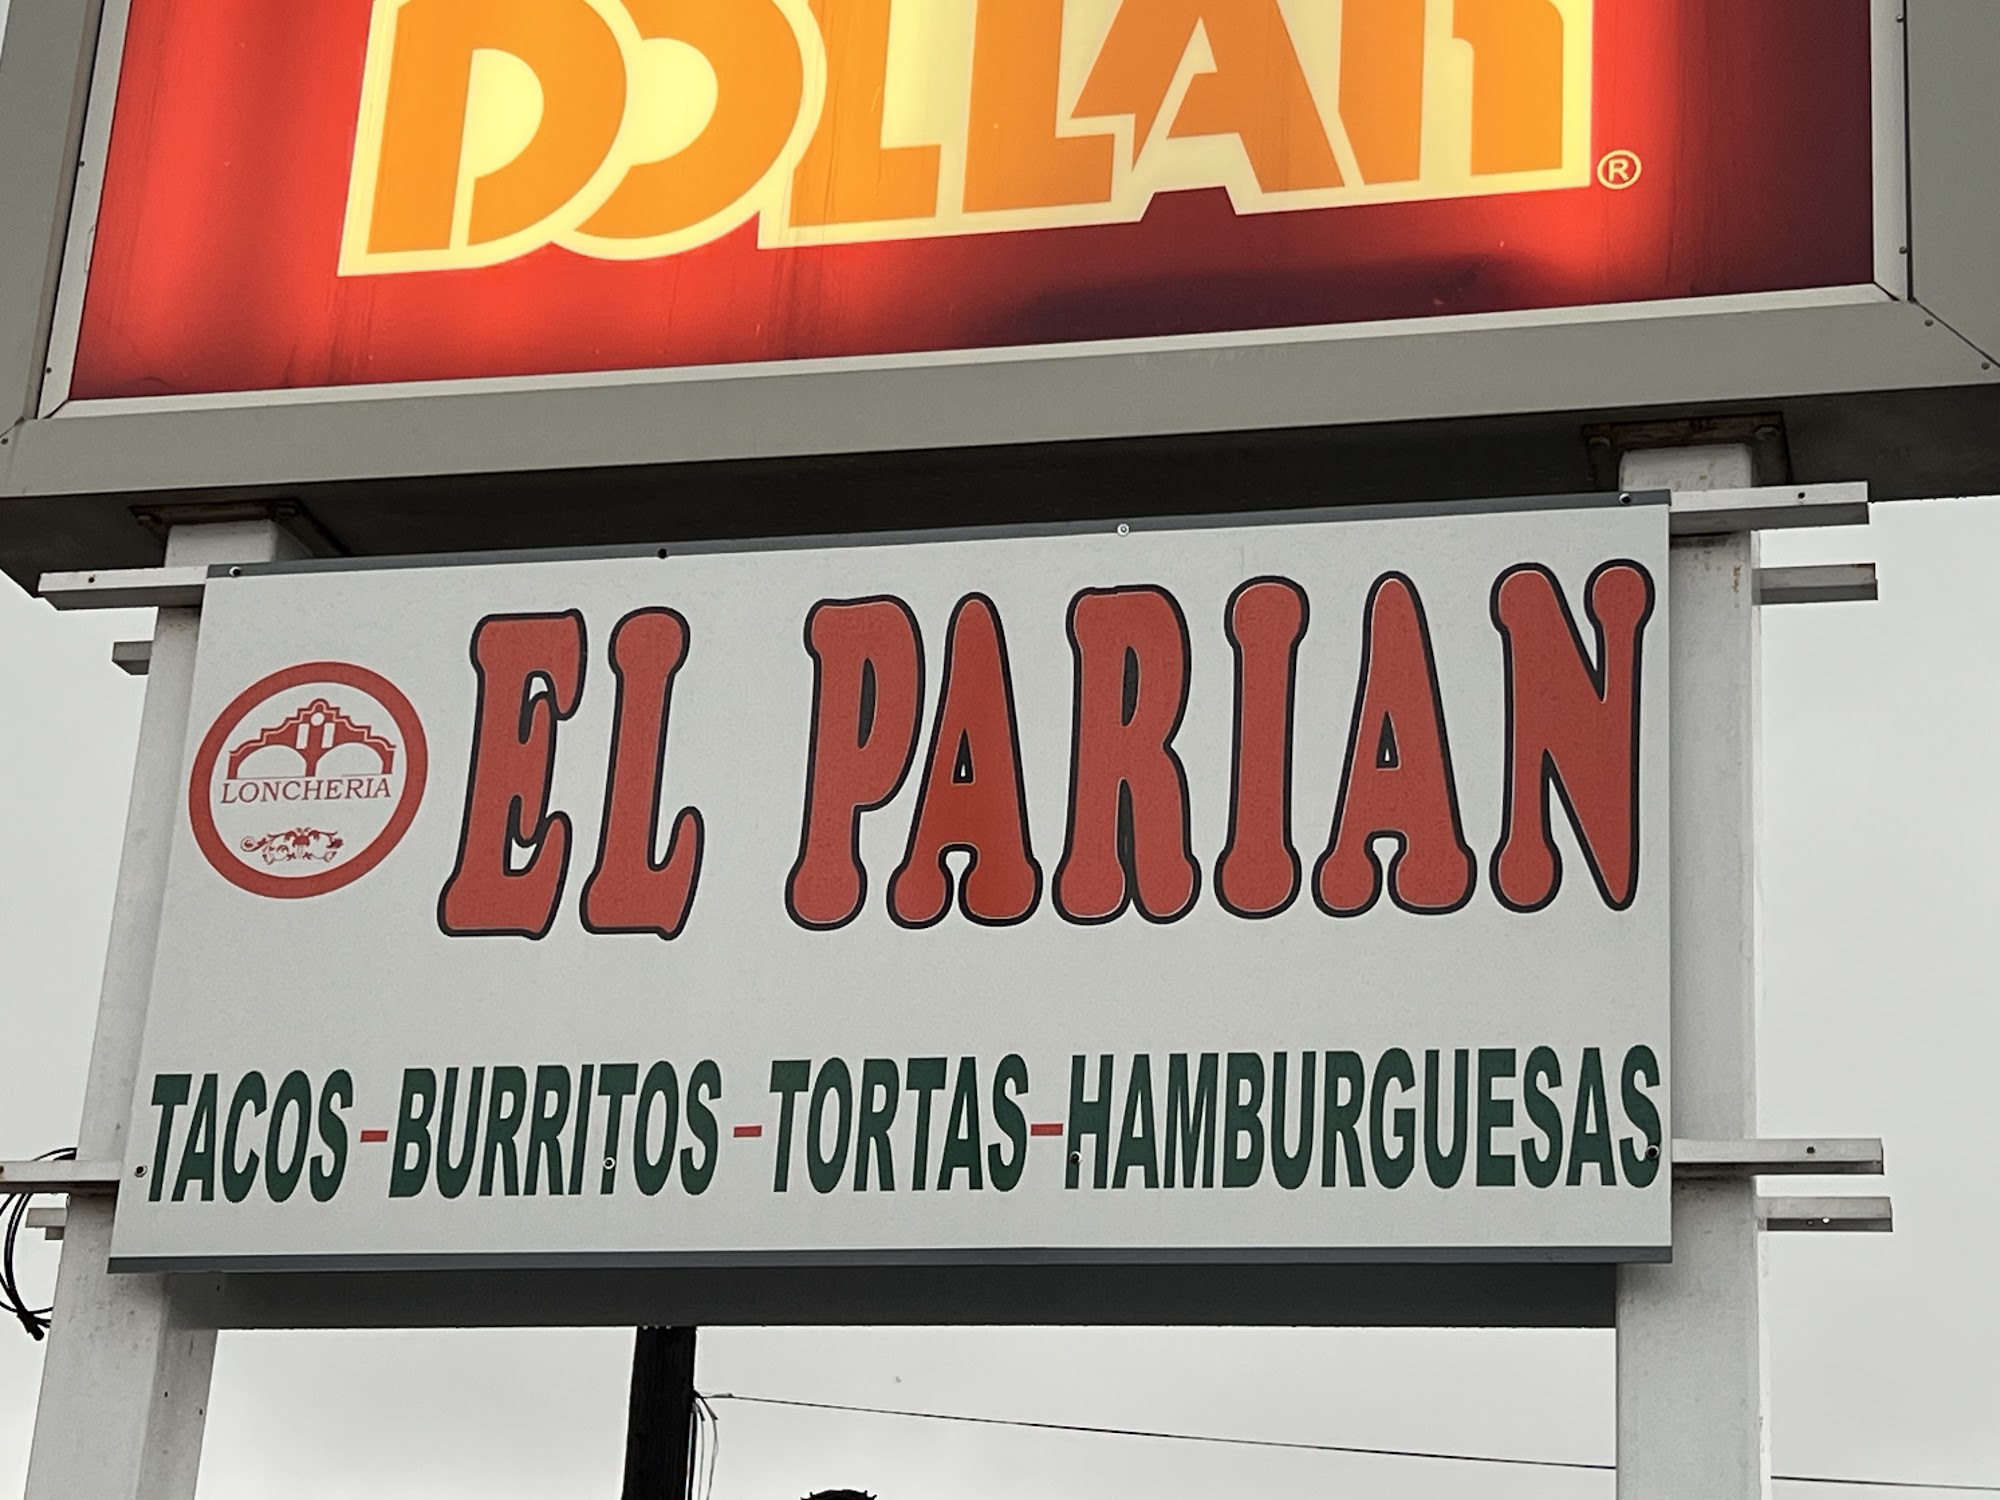 DOLLAR®
EL PARIAN
LONCHERIA
TACOS-BURRITOS-TORTAS-HAMBURGUESAS